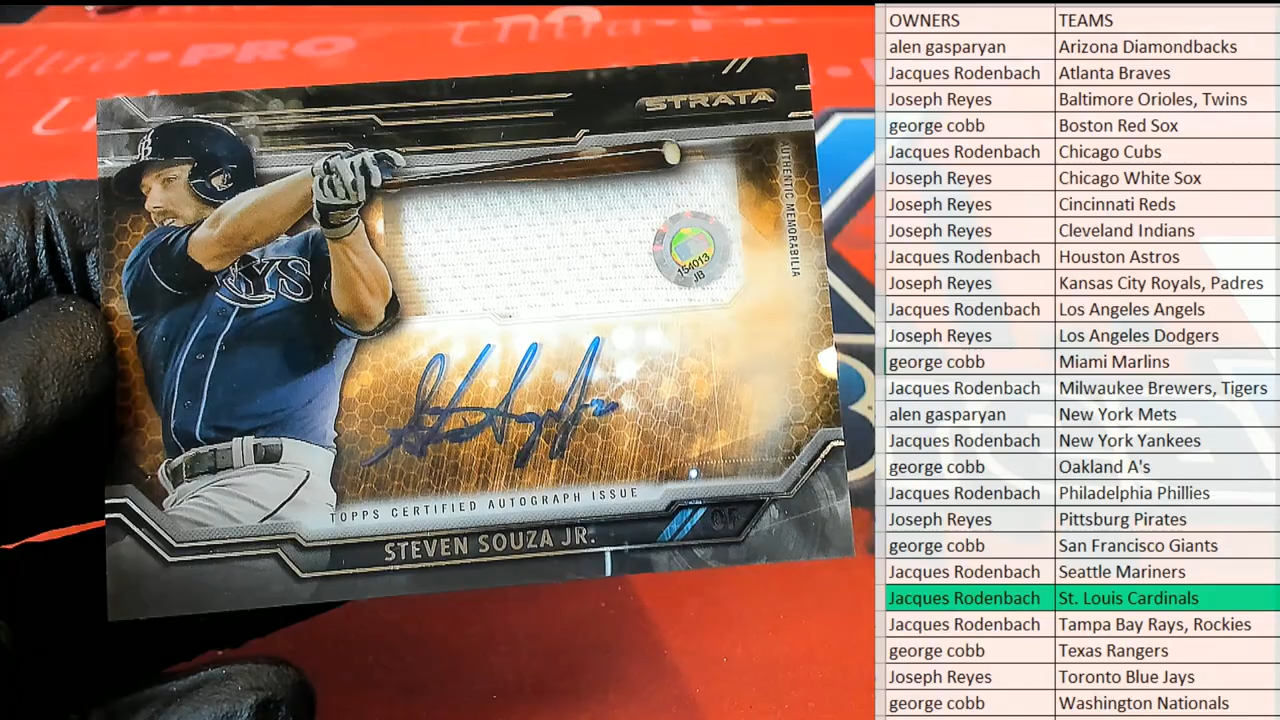 ultra·PRO
STRATA
AUTHENTIC MEMORABILIA
154013
JB
RAYS
TB
TOPPS CERTIFIED AUTOGRAPH ISSUE
STEVEN SOUZA JR.
OF
OWNERS TEAMS
alen gasparyan Arizona Diamondbacks
Jacques Rodenbach Atlanta Braves
Joseph Reyes Baltimore Orioles, Twins
george cobb Boston Red Sox
Jacques Rodenbach Chicago Cubs
Joseph Reyes Chicago White Sox
Joseph Reyes Cincinnati Reds
Joseph Reyes Cleveland Indians
Jacques Rodenbach Houston Astros
Joseph Reyes Kansas City Royals, Padres
Jacques Rodenbach Los Angeles Angels
Joseph Reyes Los Angeles Dodgers
george cobb Miami Marlins
Jacques Rodenbach Milwaukee Brewers, Tigers
alen gasparyan New York Mets
Jacques Rodenbach New York Yankees
george cobb Oakland A's
Jacques Rodenbach Philadelphia Phillies
Joseph Reyes Pittsburg Pirates
george cobb San Francisco Giants
Jacques Rodenbach Seattle Mariners
Jacques Rodenbach St. Louis Cardinals
Jacques Rodenbach Tampa Bay Rays, Rockies
george cobb Texas Rangers
Joseph Reyes Toronto Blue Jays
george cobb Washington Nationals